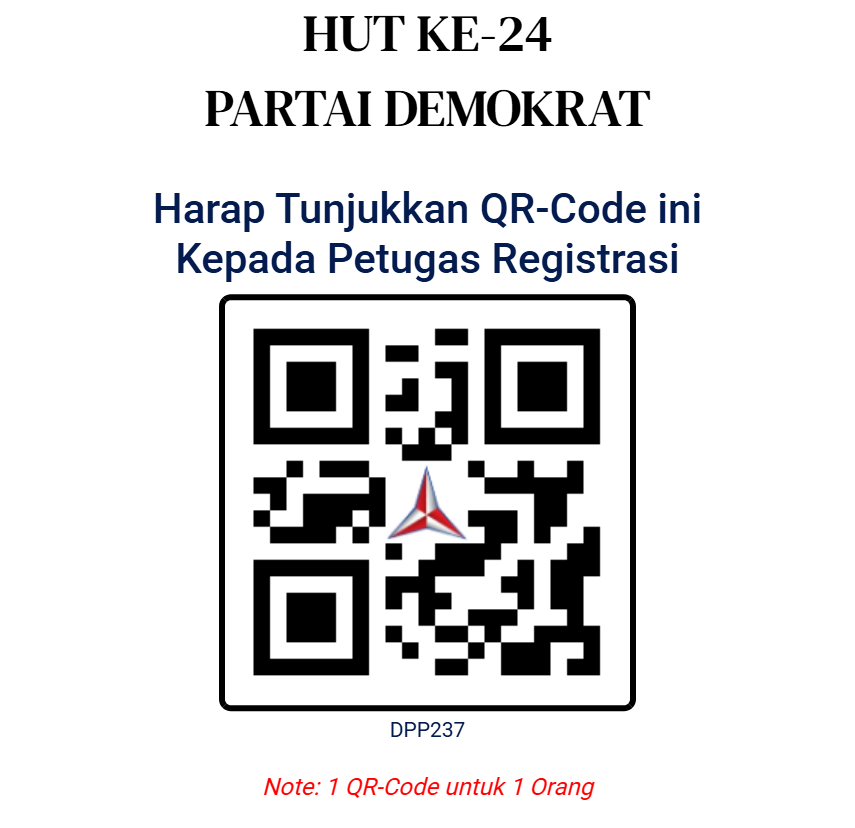 HUT KE-24
PARTAI DEMOKRAT
Harap Tunjukkan QR-Code ini
Kepada Petugas Registrasi
DPP237
Note: 1 QR-Code untuk 1 Orang